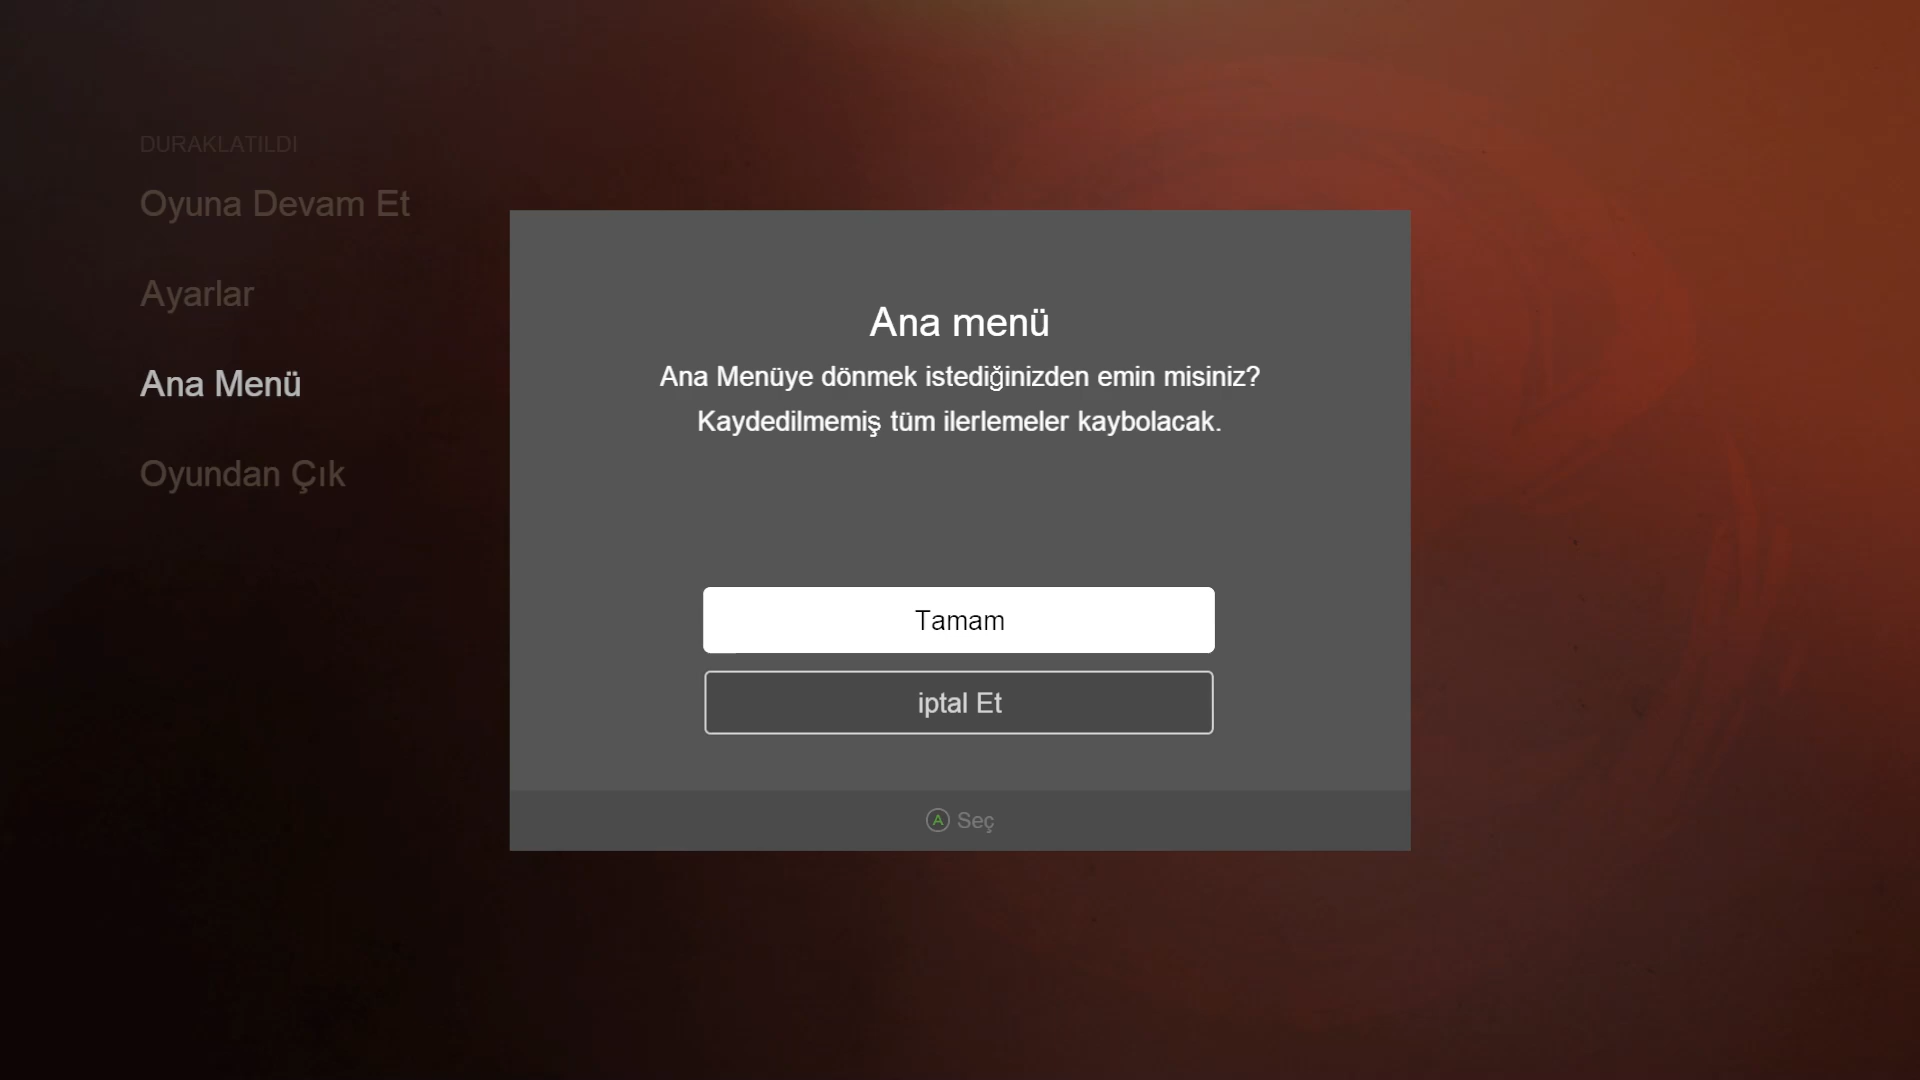 DURAKLATILDI
Oyuna Devam Et
Ayarlar
Ana Menü
Oyundan Çık
Ana menü
Ana Menüye dönmek istediğinizden emin misiniz?
Kaydedilmemiş tüm ilerlemeler kaybolacak.
Tamam
iptal Et
A Seç